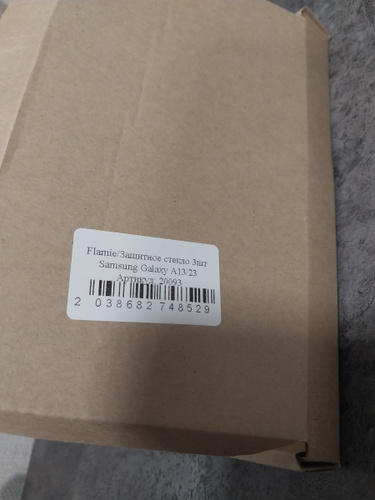 Flamie/Защитное стекло 3шт
Samsung Galaxy A13/23
Артикул: 20093
2 038682 748529